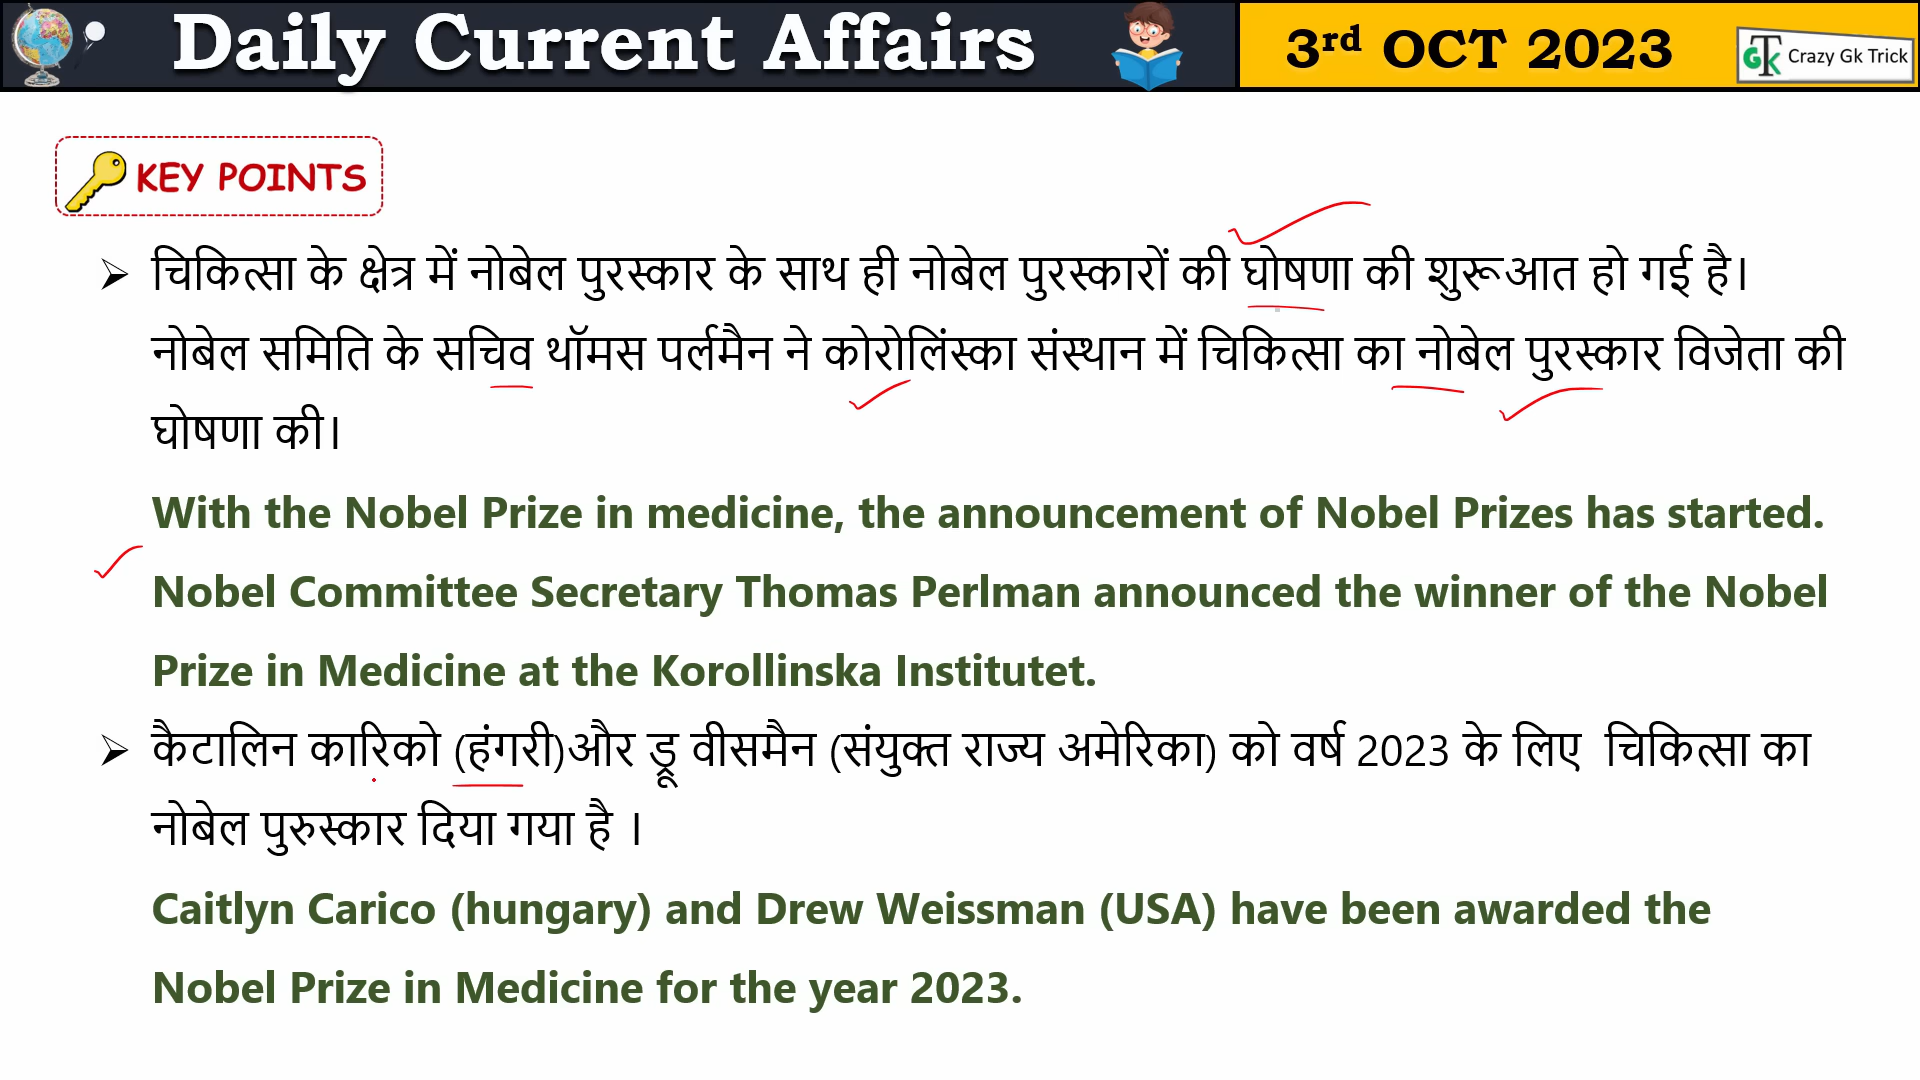 Daily Current Affairs
3rd OCT 2023
GTK Crazy Gk Trick
KEY POINTS
➢ चिकित्सा के क्षेत्र में नोबेल पुरस्कार के साथ ही नोबेल पुरस्कारों की घोषणा की शुरूआत हो गई है।
नोबेल समिति के सचिव थॉमस पर्लमैन ने कोरोलिंस्का संस्थान में चिकित्सा का नोबेल पुरस्कार विजेता की
घोषणा की।
With the Nobel Prize in medicine, the announcement of Nobel Prizes has started.
Nobel Committee Secretary Thomas Perlman announced the winner of the Nobel
Prize in Medicine at the Korollinska Institutet.
➢ कैटालिन कारिको (हंगरी)और ड्रू वीसमैन (संयुक्त राज्य अमेरिका) को वर्ष 2023 के लिए चिकित्सा का
नोबेल पुरुस्कार दिया गया है ।
Caitlyn Carico (hungary) and Drew Weissman (USA) have been awarded the
Nobel Prize in Medicine for the year 2023.